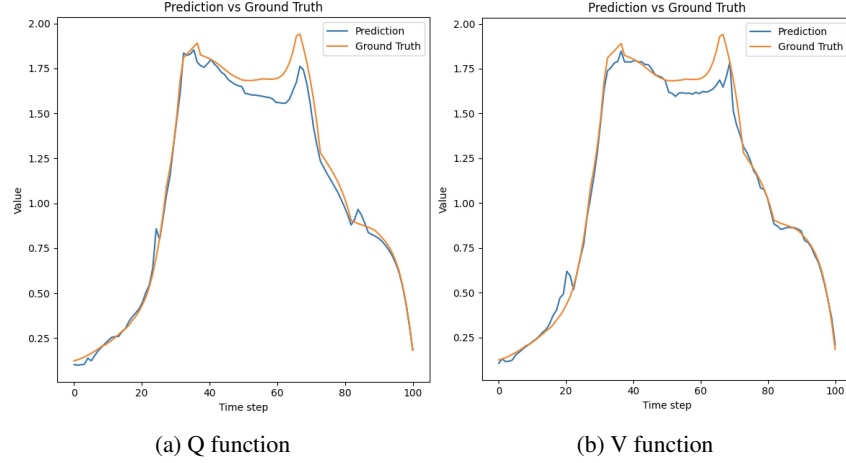 Prediction vs Ground Truth
Prediction
Ground Truth
2.00
1.75
1.50
1.25
1.00
0.75
0.50
0.25
Value
0
20
40
60
80
100
Time step
(a) Q function
Prediction vs Ground Truth
Prediction
Ground Truth
2.00
1.75
1.50
1.25
1.00
0.75
0.50
0.25
Value
0
20
40
60
80
100
Time step
(b) V function